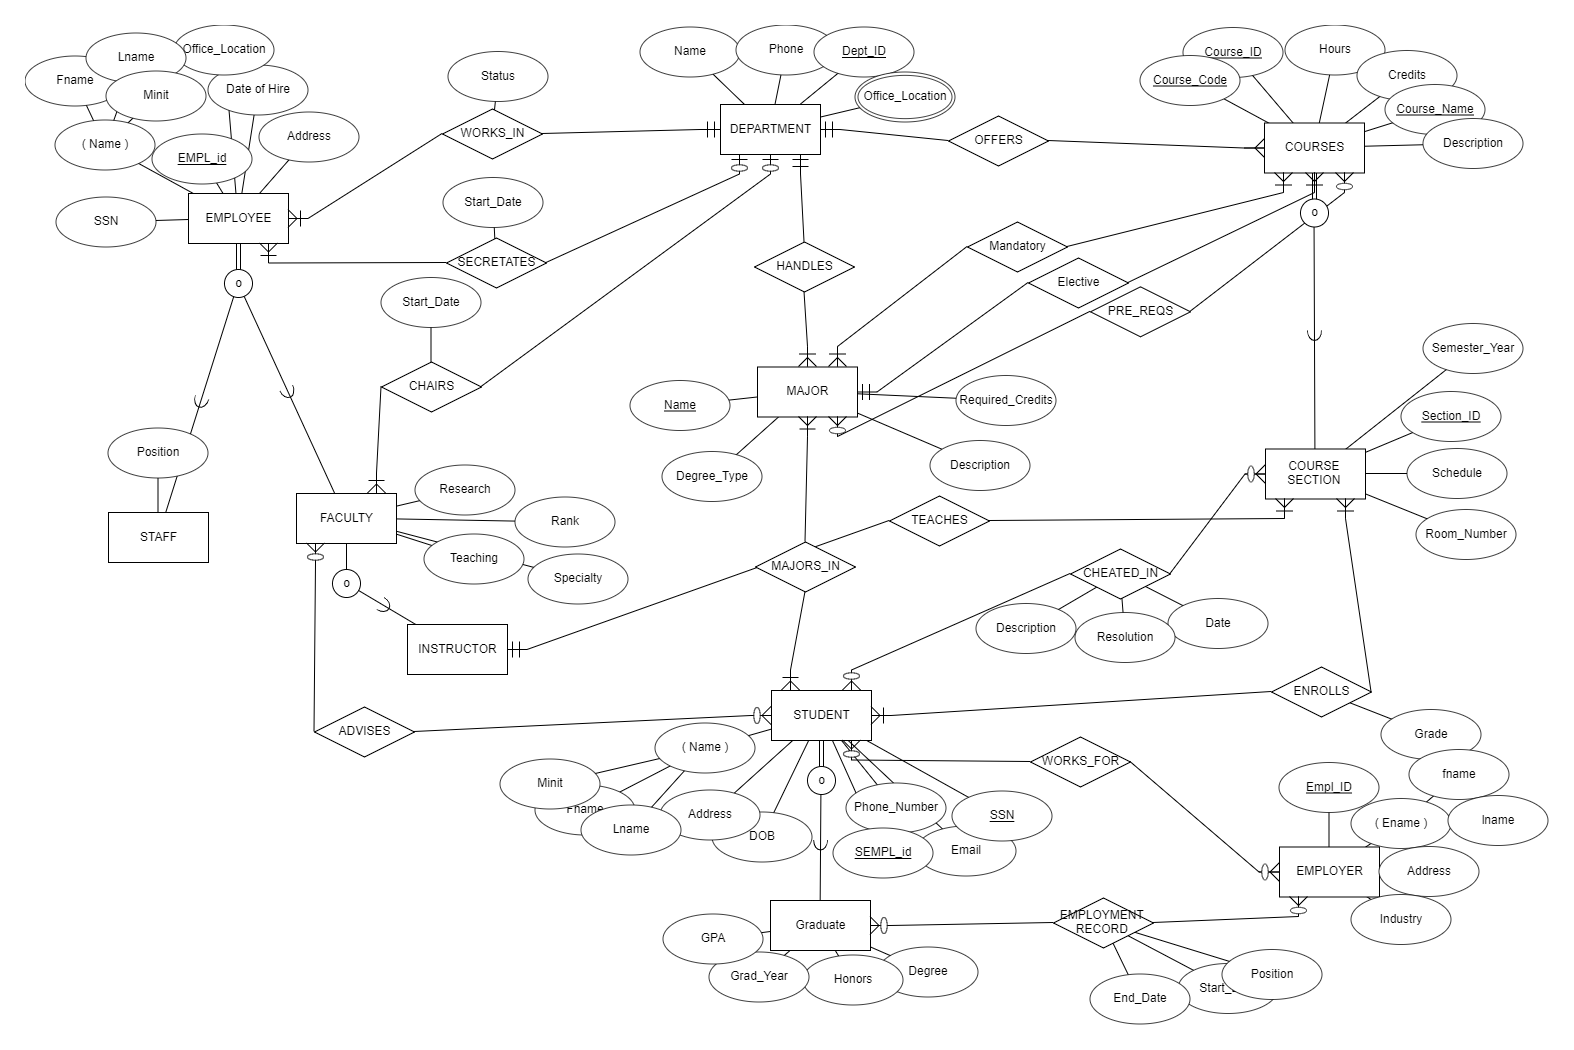 Office_Location
Lname
Fname
Minit
Date of Hire
( Name )
EMPL_id
Address
SSN
EMPLOYEE
Status
WORKS_IN
Start_Date
SECRETATES
Start_Date
CHAIRS
Name
Phone
Dept_ID
Office_Location
DEPARTMENT
OFFERS
Course_ID
Hours
Course_Code
Credits
Course_Name
Description
COURSES
o
o
HANDLES
Mandatory
Elective
PRE_REQS
Name
MAJOR
Required_Credits
Degree_Type
Description
Semester_Year
Section_ID
COURSE
SECTION
Schedule
Room_Number
Position
STAFF
FACULTY
Research
Rank
Teaching
Specialty
o
INSTRUCTOR
TEACHES
MAJORS_IN
CHEATED_IN
Description
Resolution
Date
ADVISES
STUDENT
ENROLLS
Grade
( Name )
Minit
Fname
Lname
Address
DOB
o
Phone_Number
SEMPL_id
Email
SSN
WORKS_FOR
Empl_ID
fname
( Ename )
lname
EMPLOYER
Address
Industry
Graduate
GPA
Grad_Year
Honors
Degree
EMPLOYMENT
RECORD
End_Date
Start_
Position